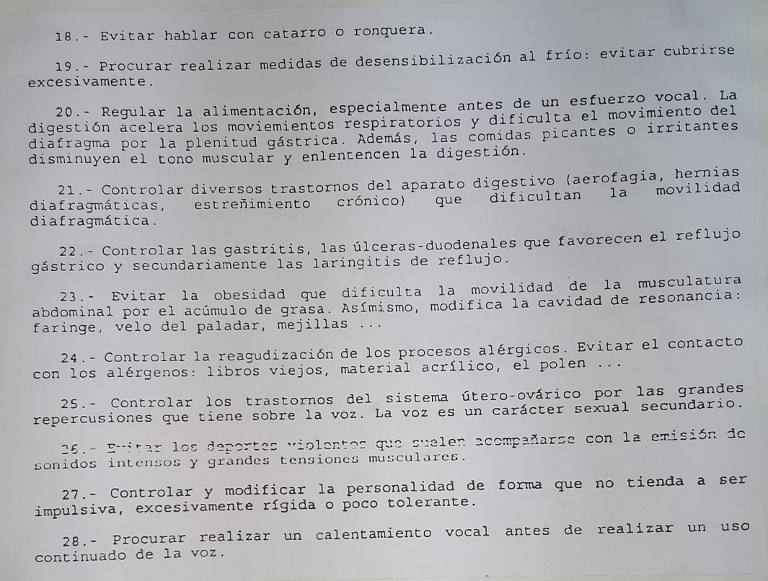 18.- Evitar hablar con catarro o ronquera.
19.- Procurar realizar medidas de desensibilización al frío: evitar cubrirse
excesivamente.
20.- Regular la alimentación, especialmente antes de un esfuerzo vocal. La
digestión acelera los moviemientos respiratorios y dificulta el movimiento del
diafragma por la plenitud gástrica. Además, las comidas picantes o irritantes
disminuyen el tono muscular y enlentencen la digestión.
21.- Controlar diversos trastornos del aparato digestivo (aerofagia, hernias
diafragmáticas, estreñimiento crónico) que dificultan la movilidad
diafragmática.
22.- Controlar las gastritis, las úlceras-duodenales que favorecen el reflujo
gástrico y secundariamente las laringitis de reflujo.
23.- Evitar la obesidad que dificulta la movilidad de la musculatura
abdominal por el acúmulo de grasa. Asímismo, modifica la cavidad de resonancia:
faringe, velo del paladar, mejillas ...
24.- Controlar la reagudización de los procesos alérgicos. Evitar el contacto
con los alérgenos: libros viejos, material acrílico, el polen ...
25.- Controlar los trastornos del sistema útero-ovárico por las grandes
repercusiones que tiene sobre la voz. La voz es un carácter sexual secundario.
26.- Evitar los deportes violentos que suelen acompañarse con la emisión de
sonidos intensos y grandes tensiones musculares.
27.- Controlar y modificar la personalidad de forma que no tienda a ser
impulsiva, excesivamente rígida o poco tolerante.
28.- Procurar realizar un calentamiento vocal antes de realizar un uso
continuado de la voz.